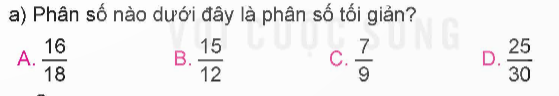 a) Phân số nào dưới đây là phân số tối giản?
A. 16/18 B. 15/12 C. 7/9 D. 25/30